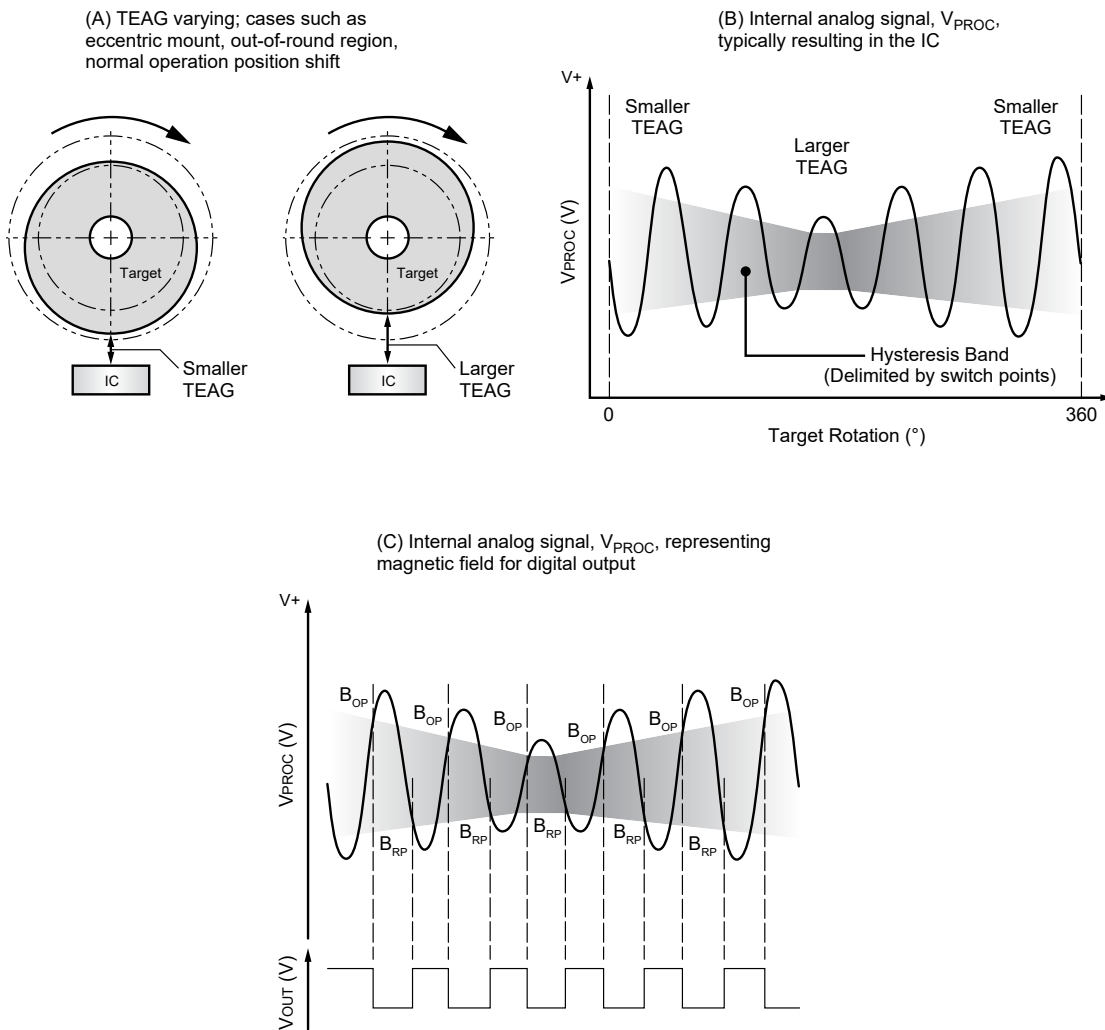 (A) TEAG varying; cases such as
eccentric mount, out-of-round region,
normal operation position shift
Target
IC
Smaller
TEAG
Target
IC
Larger
TEAG
(B) Internal analog signal, VPROC,
typically resulting in the IC
V+
Smaller
TEAG
Larger
TEAG
Smaller
TEAG
VPROC (V)
Hysteresis Band
(Delimited by switch points)
0
360
Target Rotation (°)
(C) Internal analog signal, VPROC, representing
magnetic field for digital output
V+
VPROC (V)
BOP
BOP
BOP
BOP
BOP
BOP
BRP
BRP
BRP
BRP
BRP
VOUT (V)